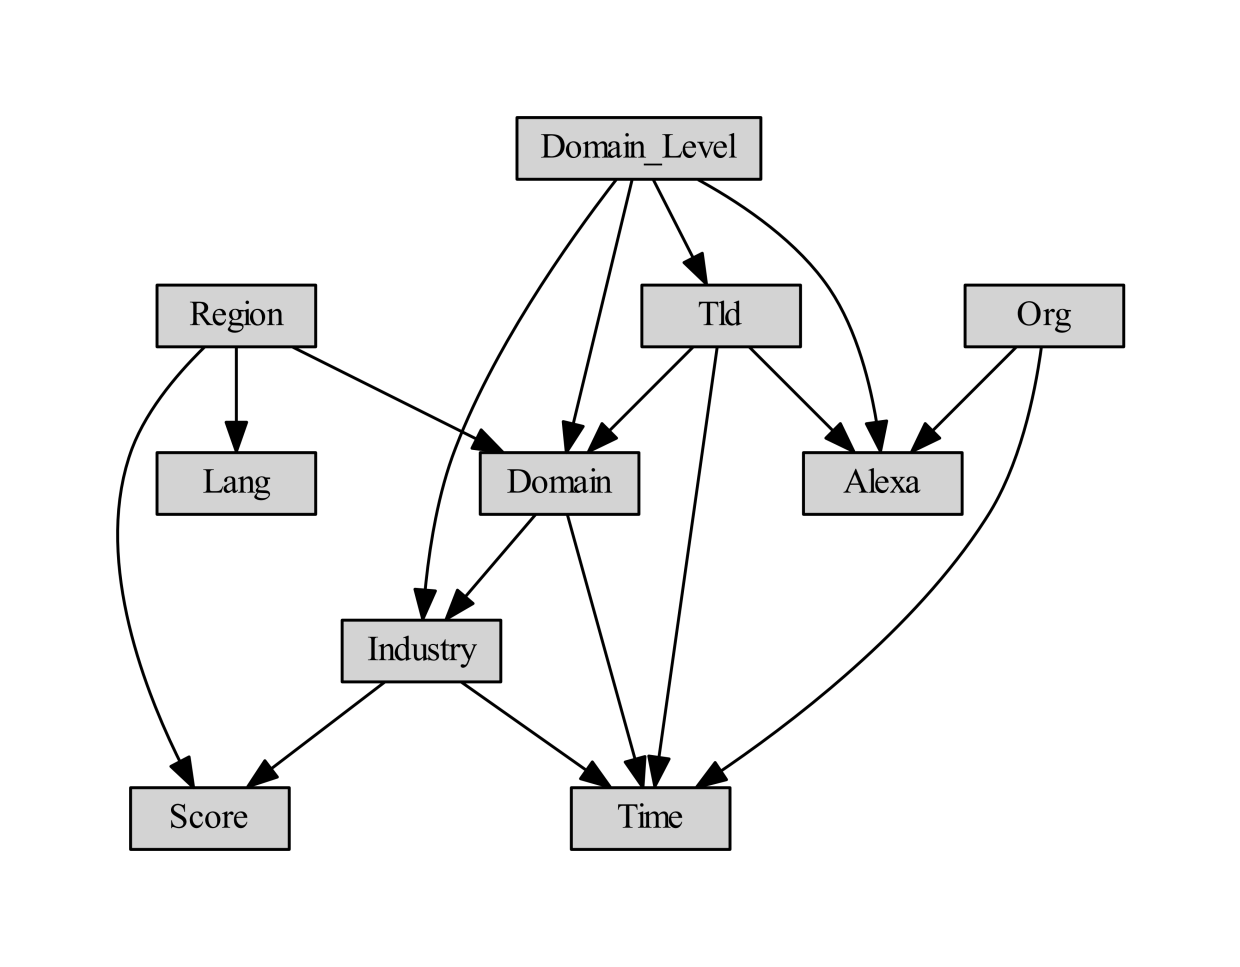 Domain_Level
Region
Tld
Org
Lang
Domain
Alexa
Industry
Score
Time